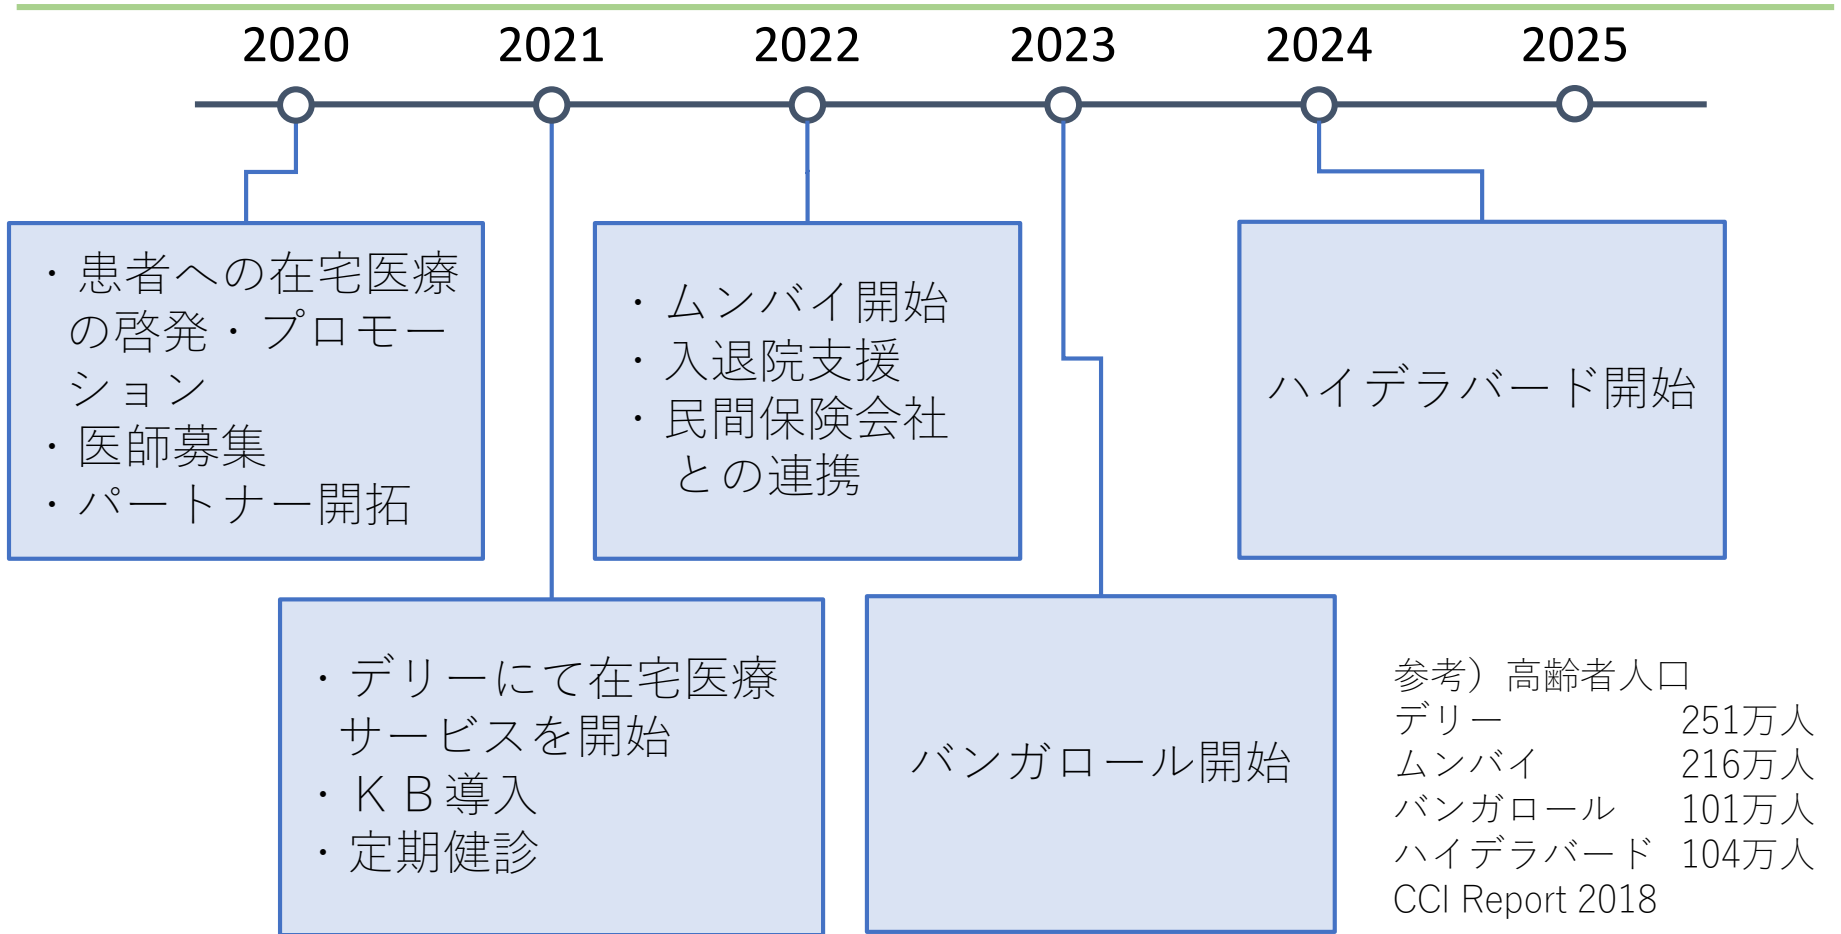 2020 2021 2022 2023 2024 2025
・患者への在宅医療
の啓発・プロモー
ション
・医師募集
・パートナー開拓
・デリーにて在宅医療
サービスを開始
・ＫＢ導入
・定期健診
・ムンバイ開始
・入退院支援
・民間保険会社
との連携
バンガロール開始
ハイデラバード開始
参考）高齢者人口
デリー 251万人
ムンバイ 216万人
バンガロール 101万人
ハイデラバード 104万人
CCI Report 2018